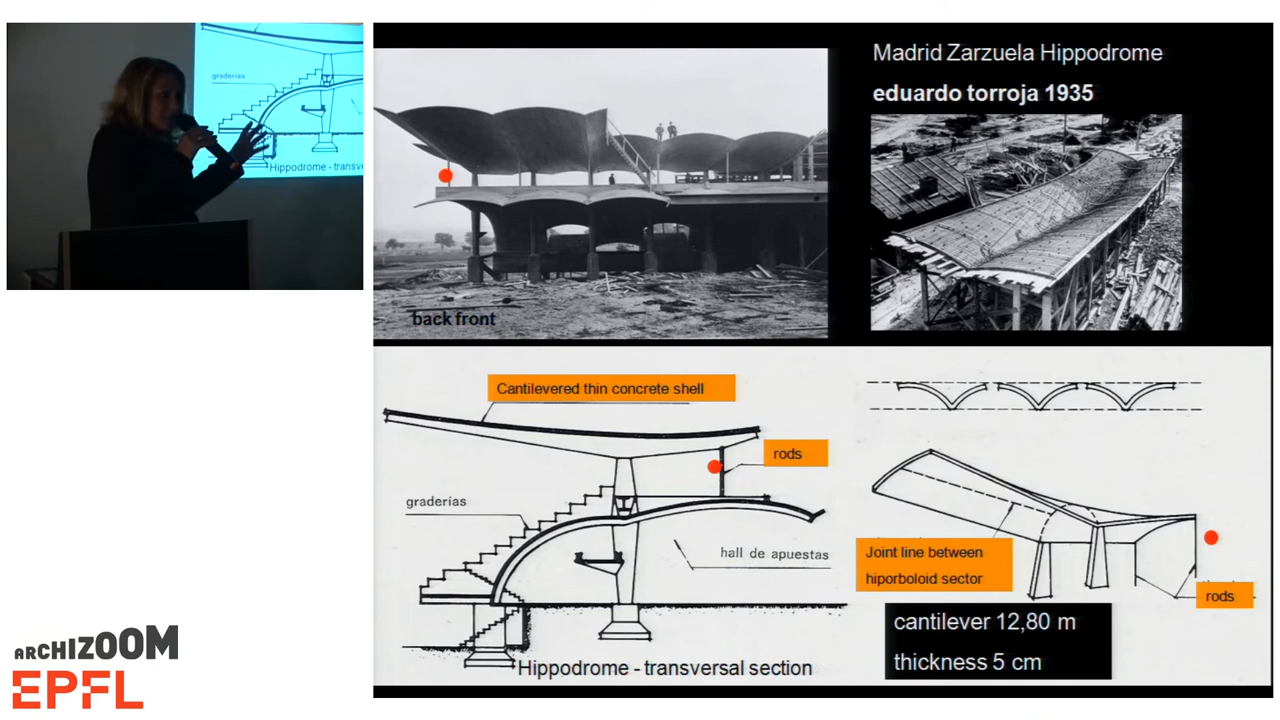 graderías
Hippodrome - transv
Madrid Zarzuela Hippodrome
eduardo torroja 1935
back front
Cantilevered thin concrete shell
rods
graderías
hall de apuestas
Hippodrome - transversal section
Joint line between
hiporboloid sector
rods
cantilever 12,80 m
thickness 5 cm
ARCHIZOOM
EPFL